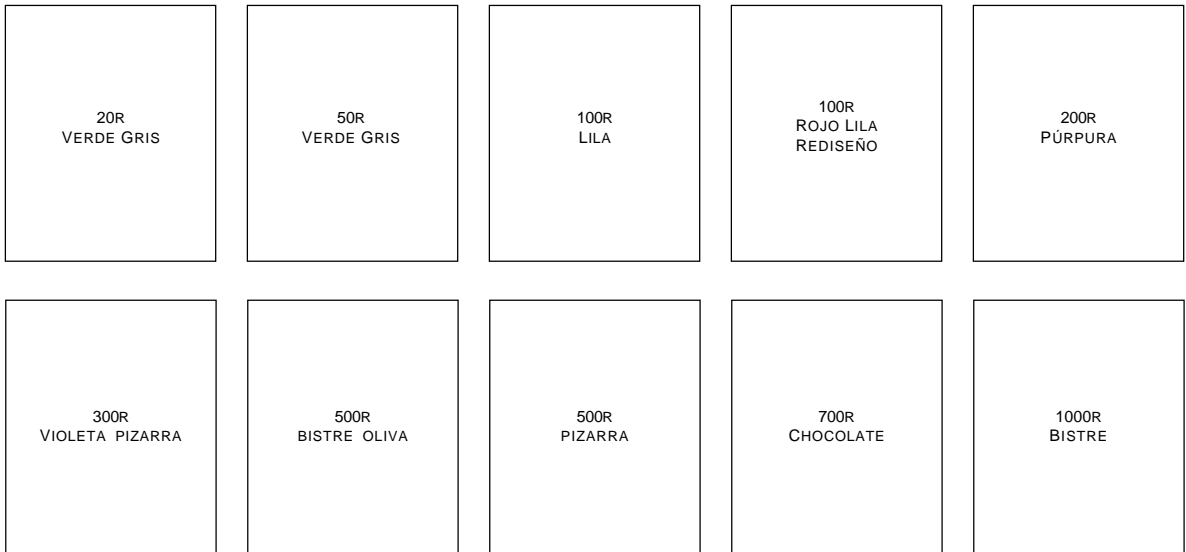 20R
VERDE GRIS
50R
VERDE GRIS
100R
LILA
100R
ROJO LILA
REDISEÑO
200R
PÚRPURA
300R
VIOLETA PIZARRA
500R
BISTRE OLIVA
500R
PIZARRA
700R
CHOCOLATE
1000R
BISTRE